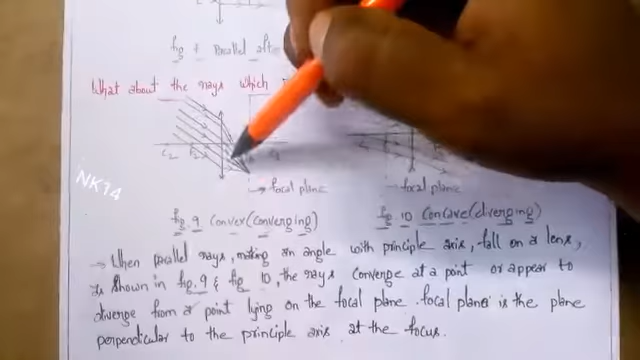 fig 8 Parallel afte
What about the rays which
C2 F2
→ focal plane
focal plane
NK74
fig. 9 Convex (converging)
fig. 10 Concave (diverging)
→ When parallel rays, making an angle with principle axis, fall on a lens,
as shown in fig. 9 & fig 10, the rays converge at a point or appear to
diverge from a point lying on the focal plane. focal plane is the plane
perpendicular to the principle axis at the focus.